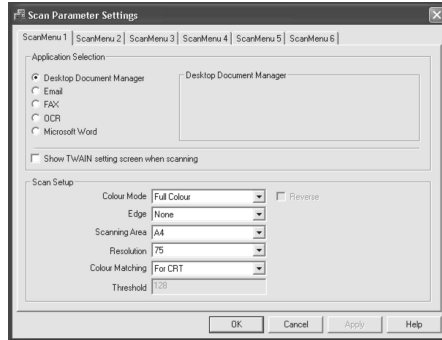 Scan Parameter Settings
ScanMenu 1 ScanMenu 2 ScanMenu 3 ScanMenu 4 ScanMenu 5 ScanMenu 6
Application Selection
Desktop Document Manager
Email
FAX
OCR
Microsoft Word
Desktop Document Manager
Show TWAIN setting screen when scanning
Scan Setup
Colour Mode Full Colour Reverse
Edge None
Scanning Area A4
Resolution 75
Colour Matching For CRT
Threshold 128
OK Cancel Apply Help